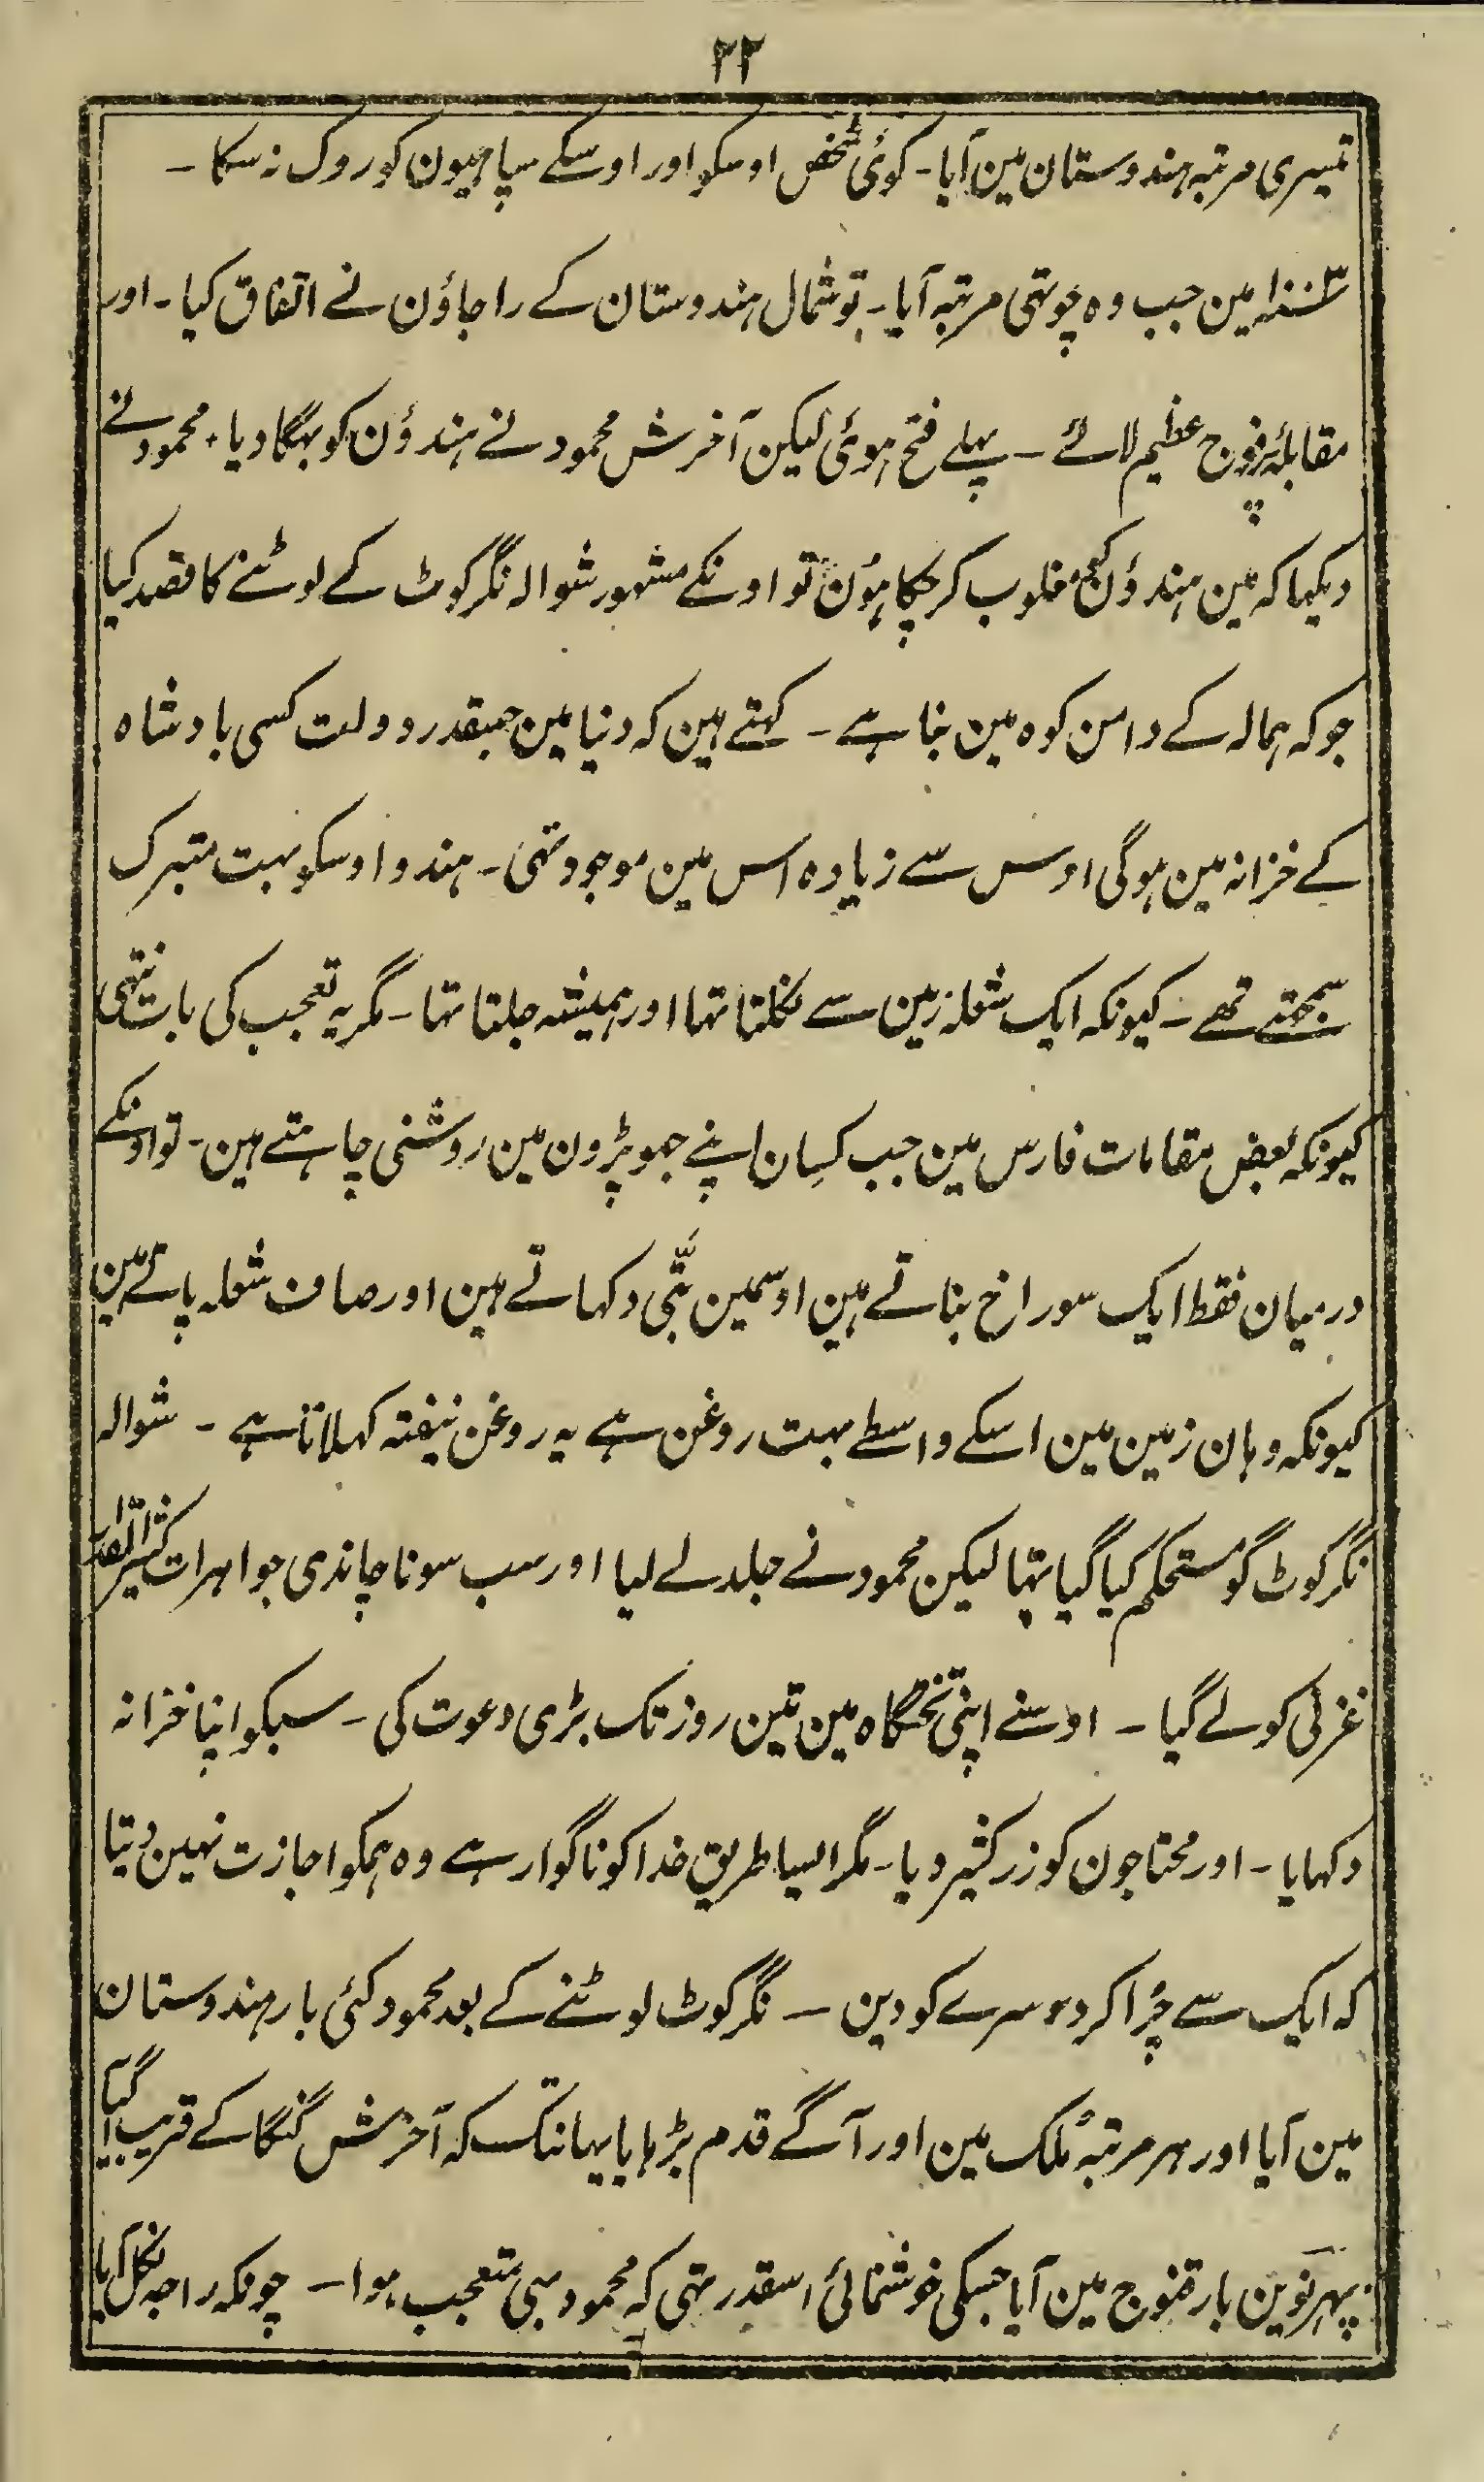 ۲۲
تیسری مرتبہ ہندوستان مین آیا۔ کوئی شخص اوسکو اور اوسکے سپاہیون کو روک نہ سکا۔
مین جب وہ چوتھی مرتبہ آیا۔ تو شمال ہندوستان کے راجاؤن نے اتفاق کیا۔ اور
مقابلہ پر فوج عظیم لائے ۔ پہلے فتح ہوئی لیکن آخرش محمود نے ہندؤن کو بہگا دیا۔ محمود نے
دیکہا کہ مین ہندؤن کو مغلوب کر چکا ہوُن تو اونکے مشہور شوالہ نگرکوٹ کے لوٹنے کا قصد کیا
جو کہ ہمالہ کے دامن کوہ مین بنا ہے ۔ کہتے ہین کہ دنیا مین جسقدر دولت کسی بادشاہ
کے خزانہ مین ہوگی اوس سے زیادہ اس مین موجود تہی۔ ہندو اوسکو بہت متبرک
سمجھتے تھے ۔ کیونکہ ایک شعلہ زمین سے نکلتا تہا اور ہمیشہ جلتا تہا۔ مگر یہ تعجب کی بات نتہی
کیونکہ بعض مقامات فارس مین جب کِسان اپنے جہوپڑون مین روشنی چاہتے ہین۔ تو اونکے
درمیان فقط ایک سوراخ بناتے ہین اوسمین بتّی دکہاتے ہین اور صاف شعلہ پاتے ہین
کیونکہ وہان زمین مین اسکے واسطے بہت روغن ہے یہ روغن نیفتہ کہلاتا ہے ۔ شوالہ
نگرکوٹ گو مستحکم کیا گیا تہا لیکن محمود نے جلد لے لیا اور سب سونا چاندی جواہرات کثیر المقدار
غزنی کو لے گیا ۔ اوسنے اپنی تختگاہ مین تین روز تک بڑی دعوت کی ۔ سبکو اپنا خزانہ
دکہایا ۔ اور محتاجون کو زر کثیر دیا ۔ مگر ایسا طریق خدا کو ناگوار ہے وہ ہمکو اجازت نہین دیتا
کہ ایک سے چُرا کر دوسرے کو دین ۔ نگرکوٹ لوٹنے کے بعد محمود کئی بار ہندوستان
مین آیا اور ہر مرتبہ مُلک مین اور آگے قدم بڑہایا یہانتک کہ آخرش گنگا کے قریب آ گیا
پہر نوین بار قنوج مین آیا جسکی خوشنمائی اسقدر تہی کہ محمود بہی متعجب ہوا ۔ چونکہ راجہ نکل آیا